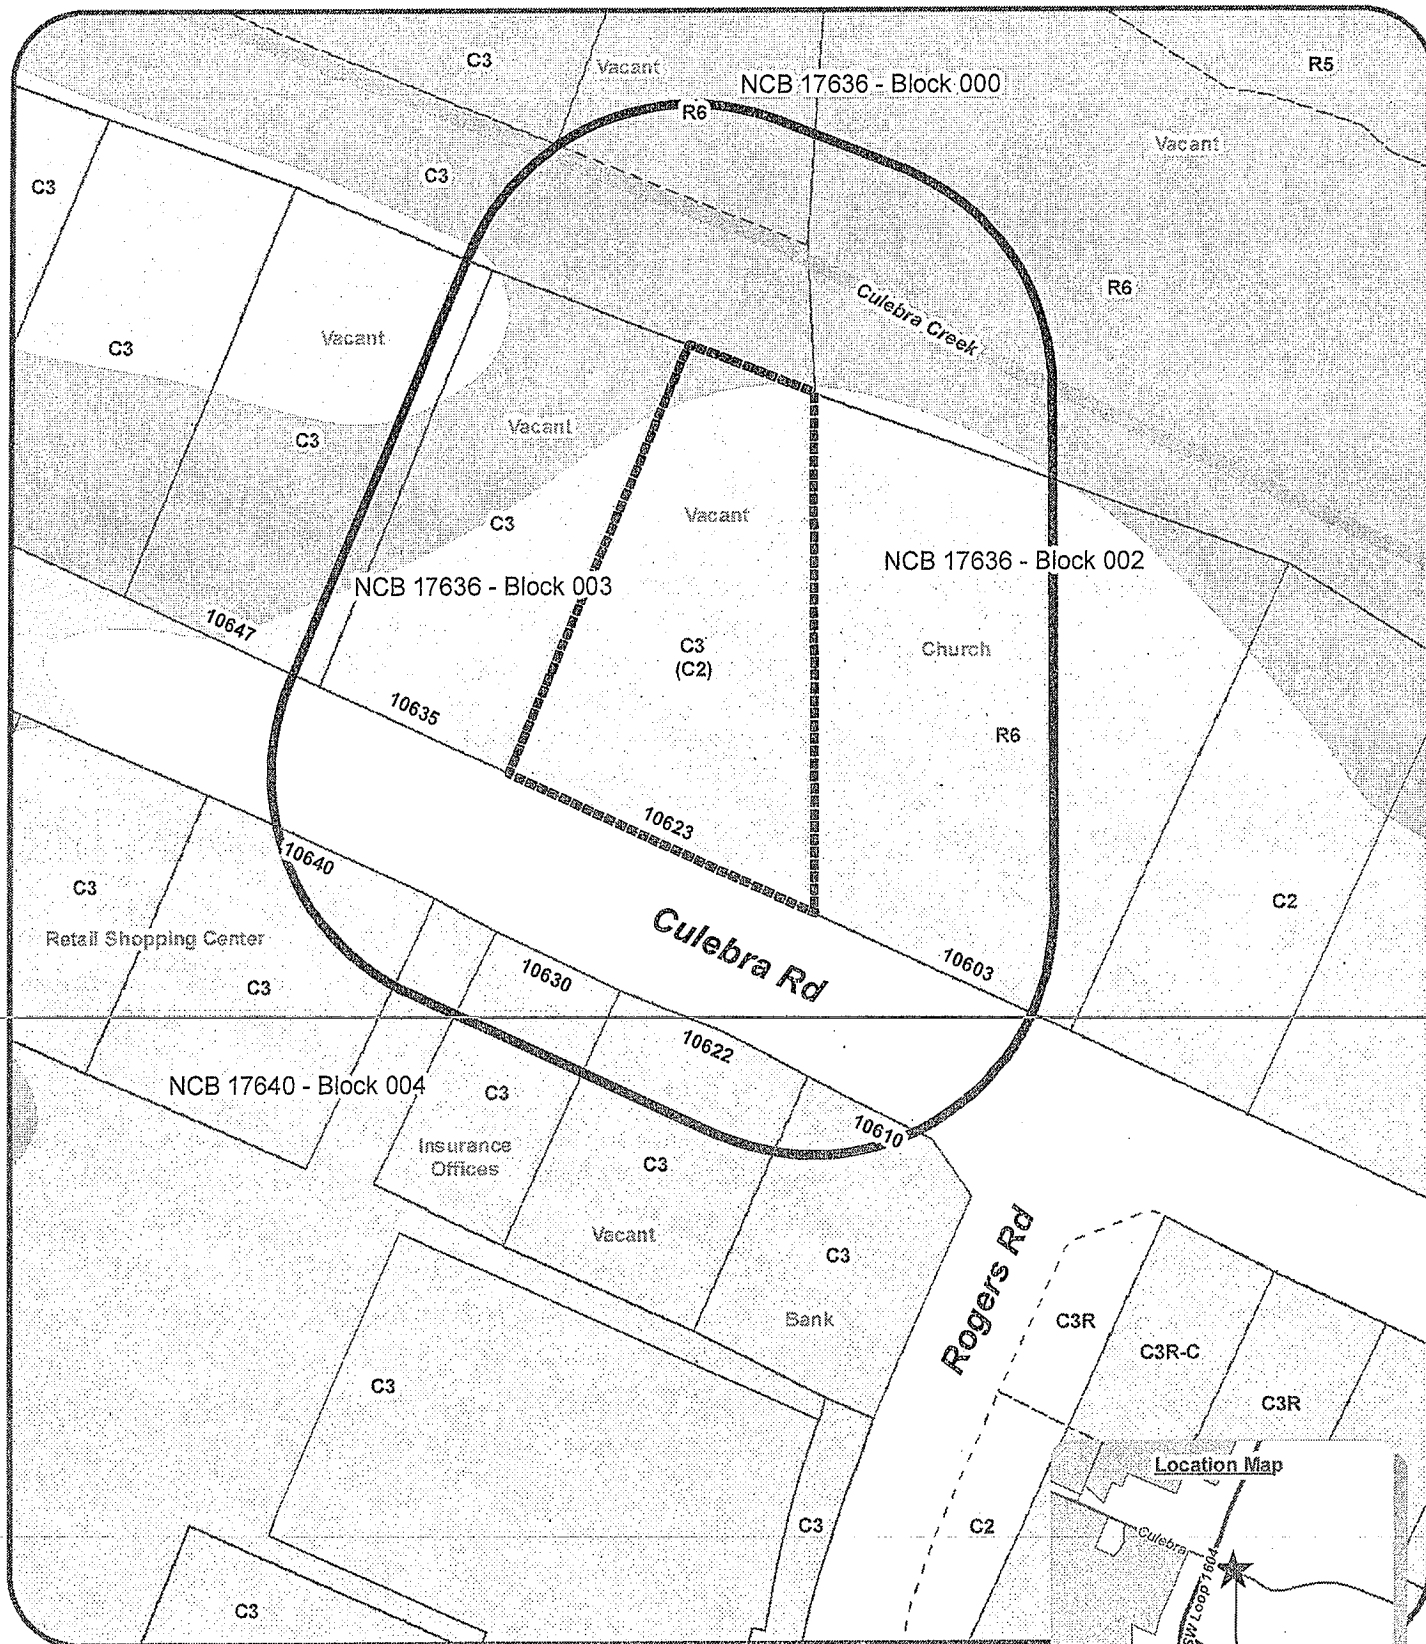 C3
Vacant
NCB 17636 - Block 000
R5
R6
Vacant
C3
C3
R6
Culebra Creek
Vacant
C3
Vacant
C3
C3
Vacant
NCB 17636 - Block 002
NCB 17636 - Block 003
10647
C3
(C2)
Church
10635
R6
10623
10640
C3
C2
Culebra Rd
Retail Shopping Center
10603
10630
C3
10622
NCB 17640 - Block 004
C3
10610
Insurance
Offices
C3
Vacant
C3
Rogers Rd
Bank
C3R
C3R-C
C3
C3R
Location Map
C3
C2
Culebra
SW Loop 1604
C3